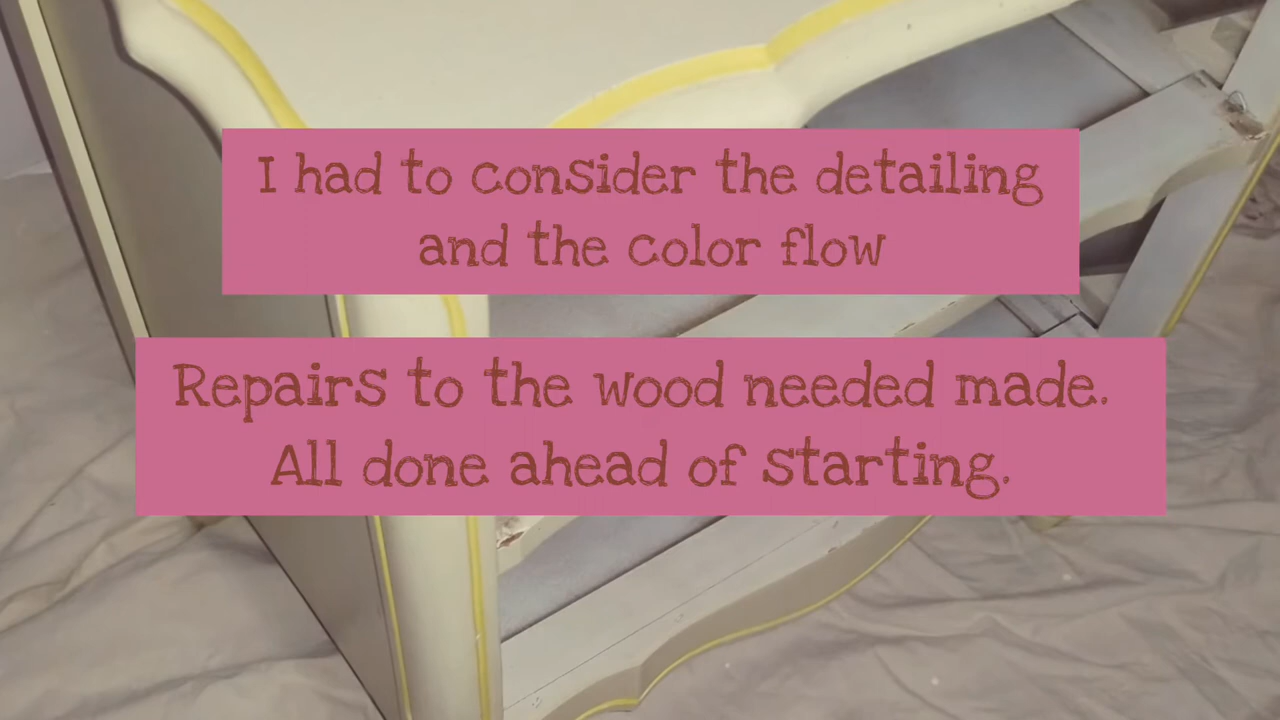 I had to consider the detailing
and the color flow
Repairs to the wood needed made.
All done ahead of starting.